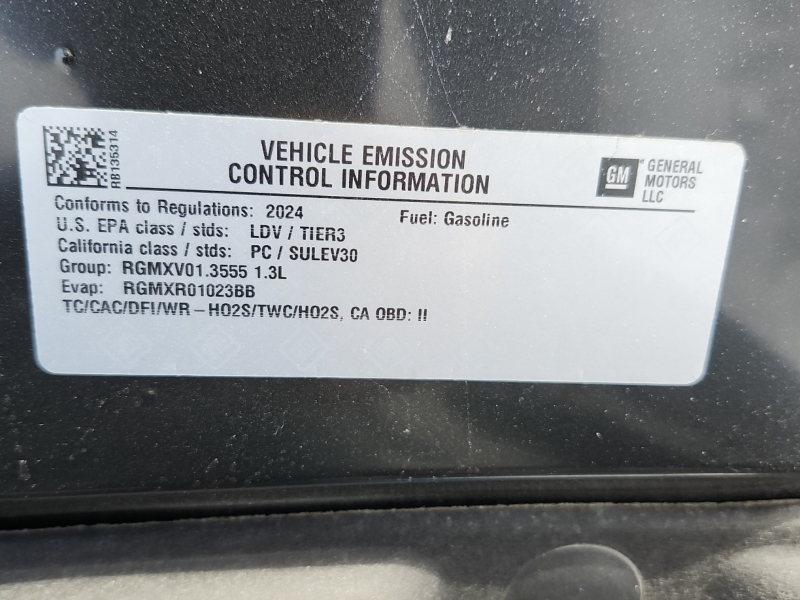 RB135314
VEHICLE EMISSION
CONTROL INFORMATION
GM
GENERAL
MOTORS
LLC
Conforms to Regulations: 2024
Fuel: Gasoline
U.S. EPA class / stds: LDV / TIER3
California class / stds: PC / SULEV30
Group: RGMXV01.3555 1.3L
Evap: RGMXR01023BB
TC/CAC/DFI/WR-HO2S/TWC/HO2S, CA OBD: II